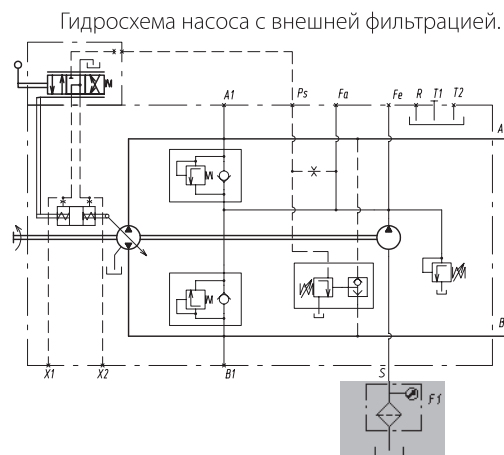 Гидросхема насоса с внешней фильтрацией.
A1 Ps Fa Fe R T1 T2
A
B
X1 X2 B1 S
F1